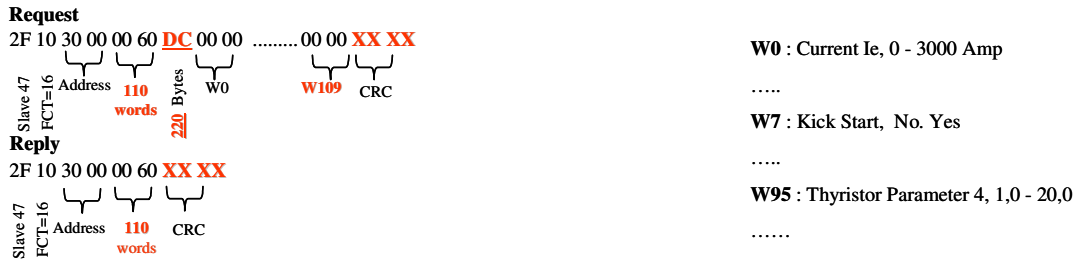 Request
2F 10 30 00 00 60 DC 00 00 ......... 00 00 XX XX
Slave 47
FCT=16
Address
110
words
220 Bytes
W0
W109
CRC
Reply
2F 10 30 00 00 60 XX XX
Slave 47
FCT=16
Address
110
words
CRC
W0 : Current Ie, 0 - 3000 Amp
.....
W7 : Kick Start, No. Yes
.....
W95 : Thyristor Parameter 4, 1,0 - 20,0
......